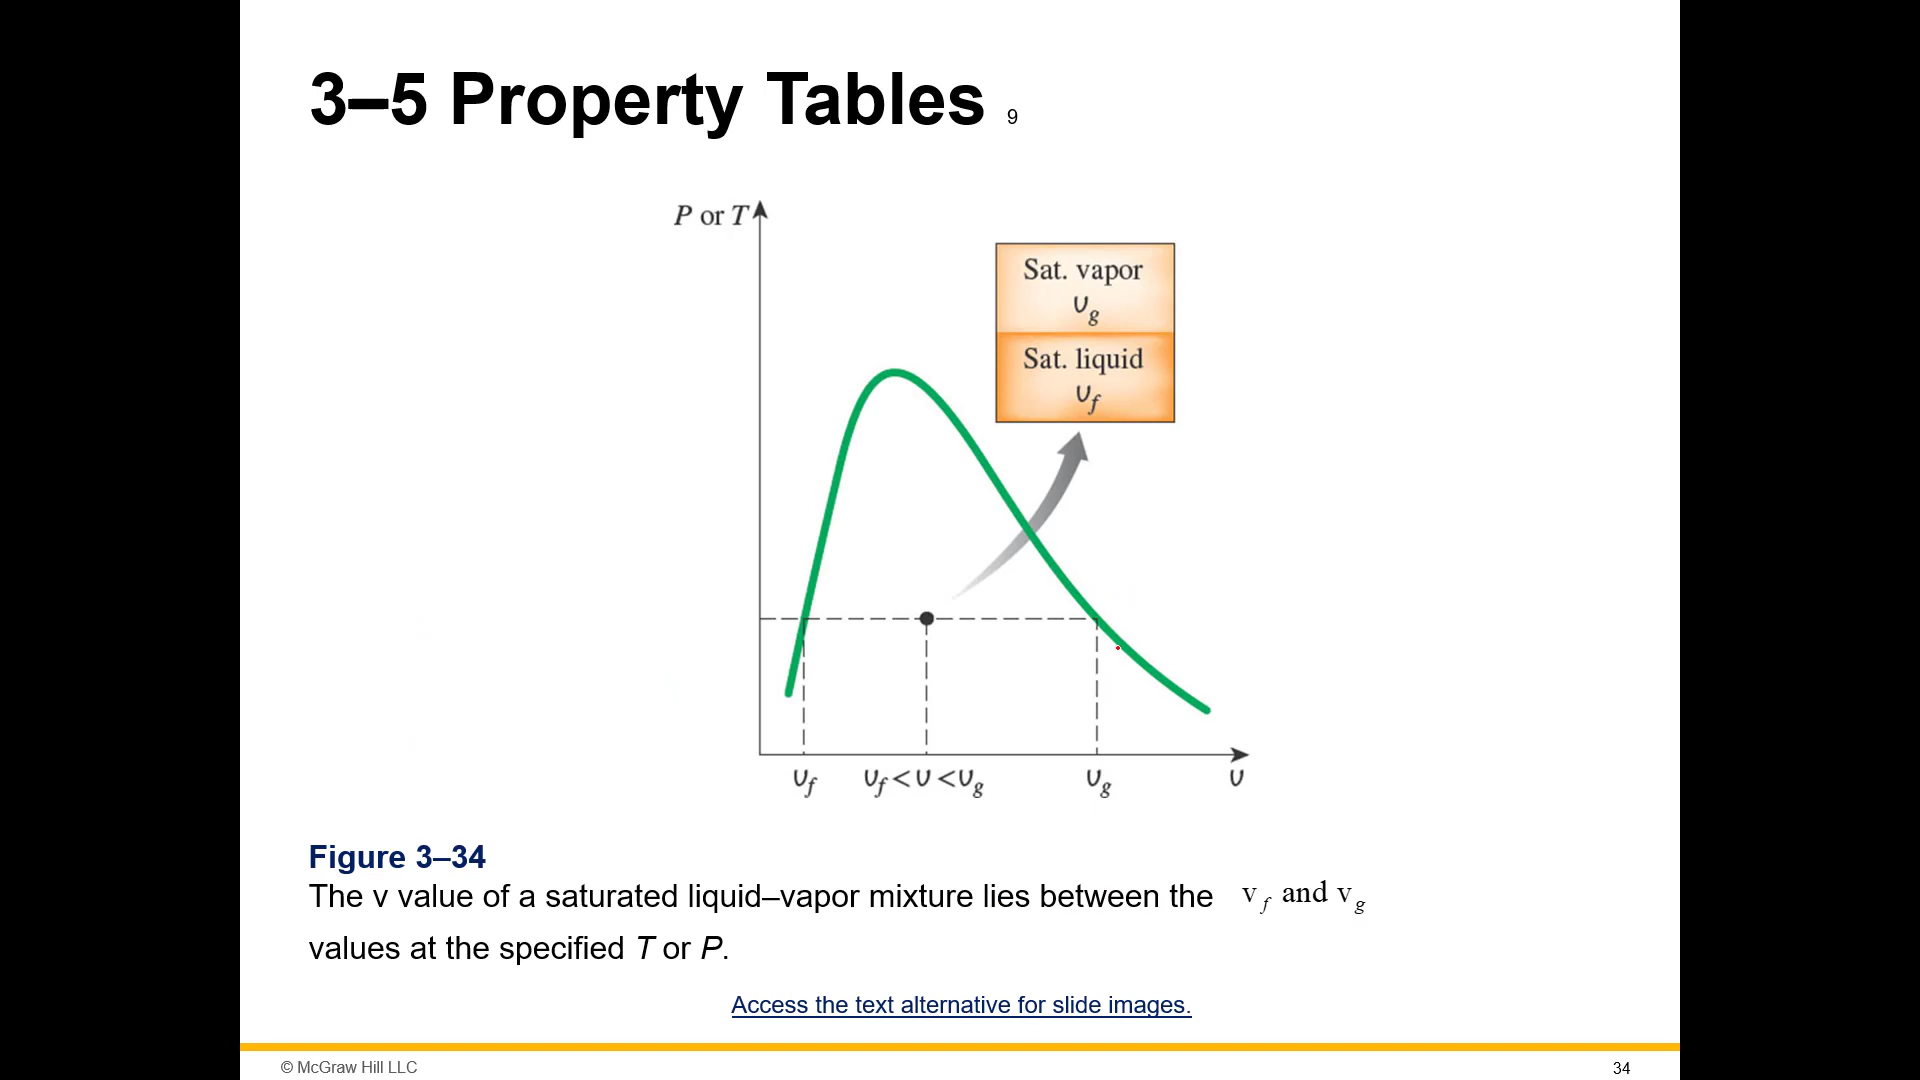 3–5 Property Tables 9
P or T
Sat. vapor
υg
Sat. liquid
υf
υf
υf < υ < υg
υg
υ
Figure 3–34
The v value of a saturated liquid–vapor mixture lies between the v f and v g
values at the specified T or P.
Access the text alternative for slide images.
© McGraw Hill LLC
34